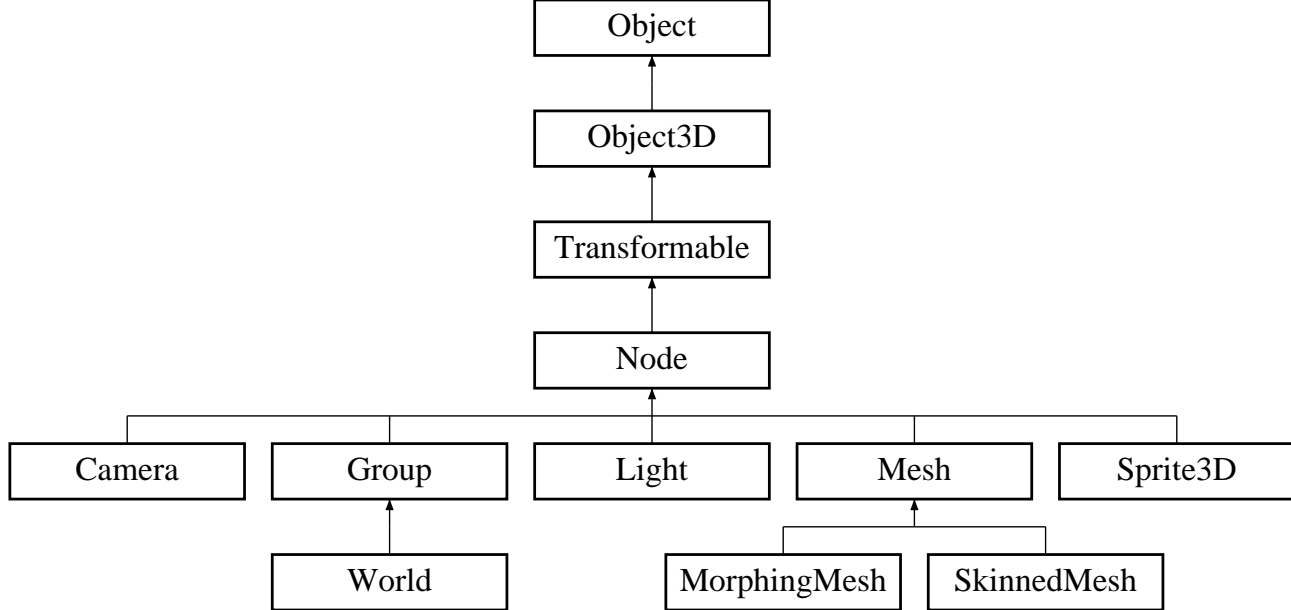 Object
Object3D
Transformable
Node
Camera
Group
Light
Mesh
Sprite3D
World
MorphingMesh
SkinnedMesh